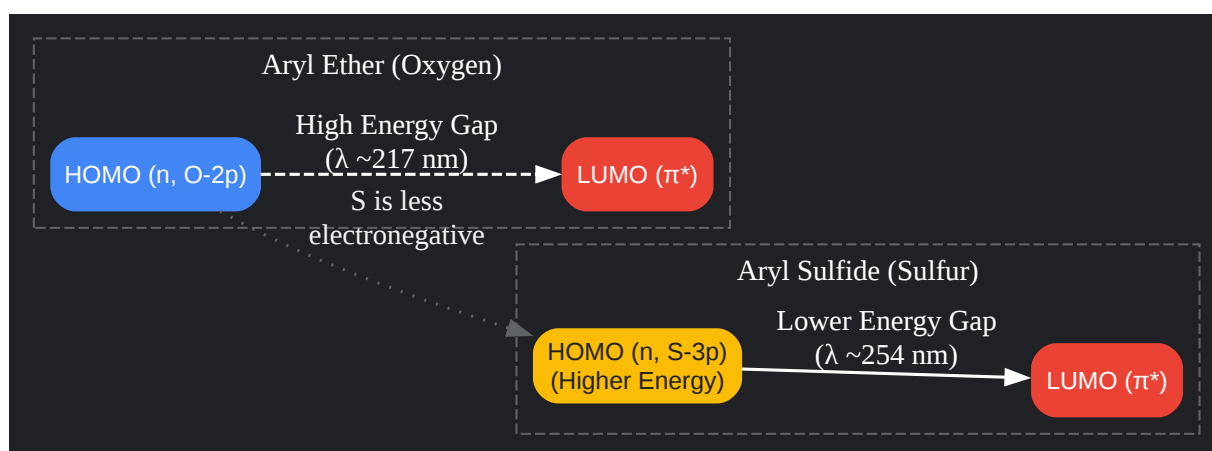 Aryl Ether (Oxygen)
High Energy Gap
(λ ~217 nm)
HOMO (n, O-2p)
LUMO (π*)
S is less
electronegative
Aryl Sulfide (Sulfur)
Lower Energy Gap
(λ ~254 nm)
HOMO (n, S-3p)
(Higher Energy)
LUMO (π*)